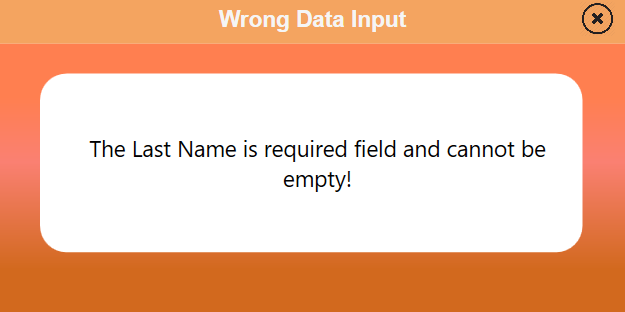 Wrong Data Input
The Last Name is required field and cannot be
empty!